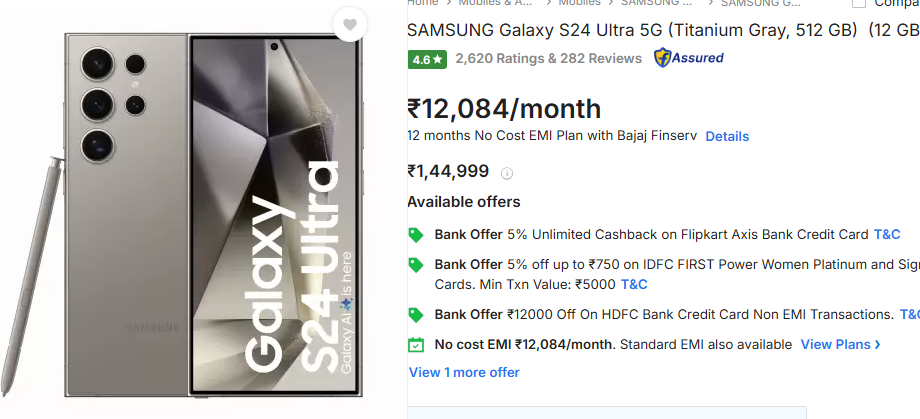 Home > Mobiles & A... > Mobiles > SAMSUNG ... > SAMSUNG G...
SAMSUNG Galaxy S24 Ultra 5G (Titanium Gray, 512 GB) (12 GB
4.6★ 2,620 Ratings & 282 Reviews Assured
₹12,084/month
12 months No Cost EMI Plan with Bajaj Finserv Details
₹1,44,999
Available offers
Bank Offer 5% Unlimited Cashback on Flipkart Axis Bank Credit Card T&C
Bank Offer 5% off up to ₹750 on IDFC FIRST Power Women Platinum and Sig
Cards. Min Txn Value: ₹5000 T&C
Bank Offer ₹12000 Off On HDFC Bank Credit Card Non EMI Transactions. T&C
No cost EMI ₹12,084/month. Standard EMI also available View Plans >
View 1 more offer
Compa
Galaxy
S24 Ultra
Galaxy AI is here
SAMSUNG